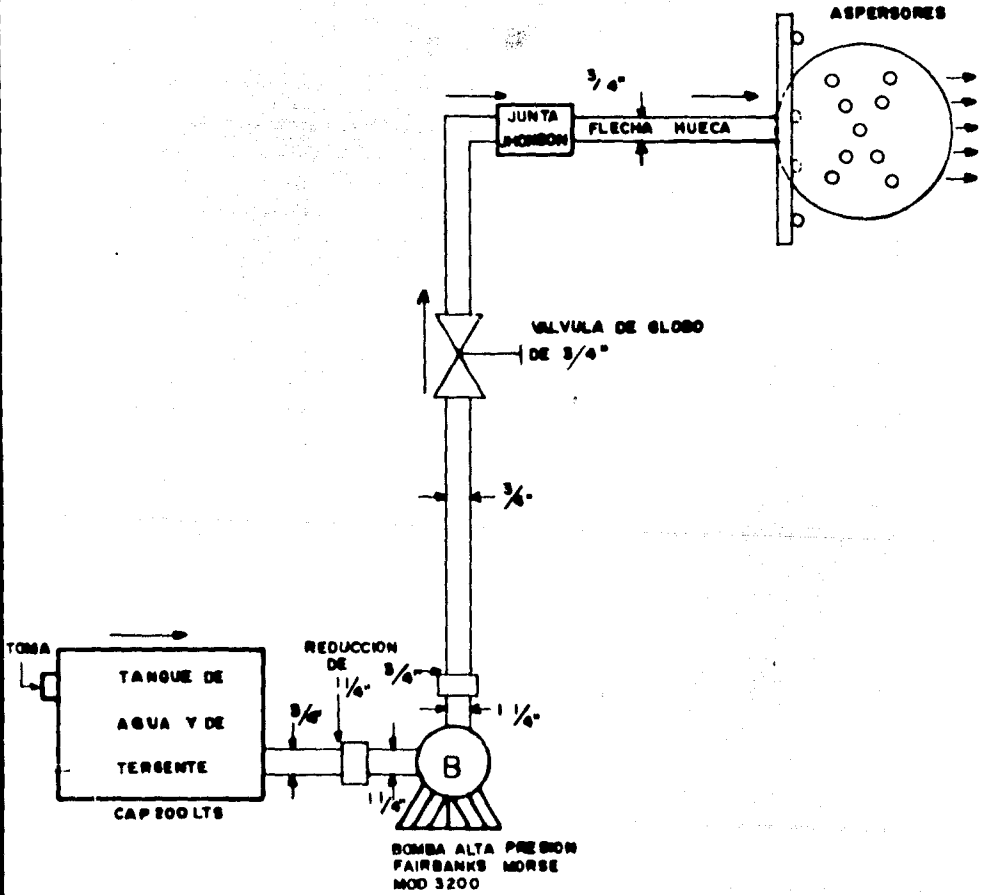 ASPERSORES
3/4"
JUNTA
JHONSON
FLECHA HUECA
VALVULA DE GLOBO
DE 3/4"
3/4"
TOMA
REDUCCION
DE
1 1/4"
3/4"
TANQUE DE
AGUA Y DE
TERGENTE
3/4"
1 1/4"
1 1/4"
B
CAP 200 LTS
BOMBA ALTA PRESION
FAIRBANKS MORSE
MOD 3200